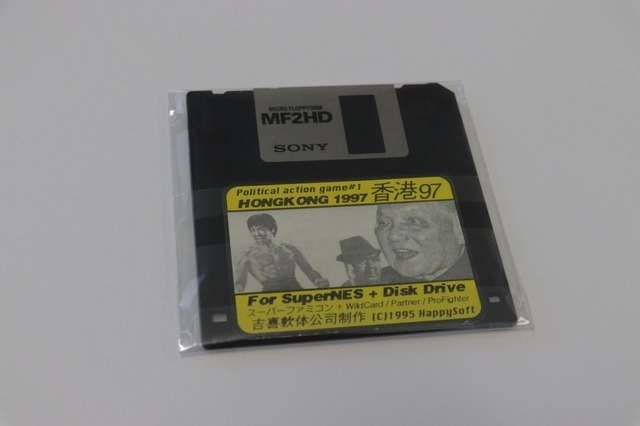 MICRO FLOPPYDISK
MF2HD
SONY
Political action game#1
HONGKONG 1997 香港97
For SuperNES + Disk Drive
スーパーファミコン + WildCard / Partner / ProFighter
吉喜軟体公司制作 (C)1995 HappySoft